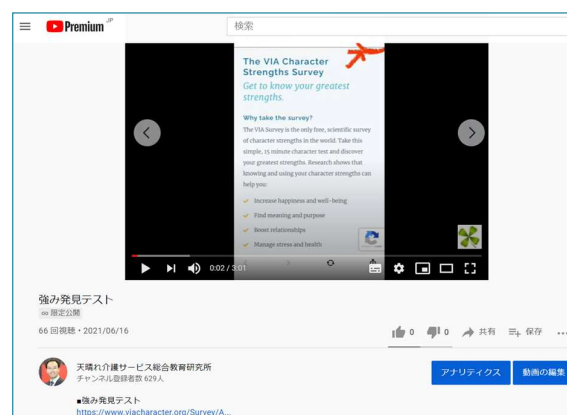 Premium JP
検索
The VIA Character
Strengths Survey
Get to know your greatest
strengths.
Why take the survey?
The VIA Survey is the only free, scientific survey
of character strengths in the world. Take this
simple, 15 minute character test and discover
your greatest strengths. Research shows that
knowing and using your character strengths can
help you:
Increase happiness and well-being
Find meaning and purpose
Boost relationships
Manage stress and health
0:02 / 3:01
強み発見テスト
限定公開
66 回視聴・2021/06/16
0
0
共有
保存
天晴れ介護サービス総合教育研究所
チャンネル登録者数 629人
アナリティクス
動画の編集
■強み発見テスト
https://www.viacharacter.org/Survey/A...